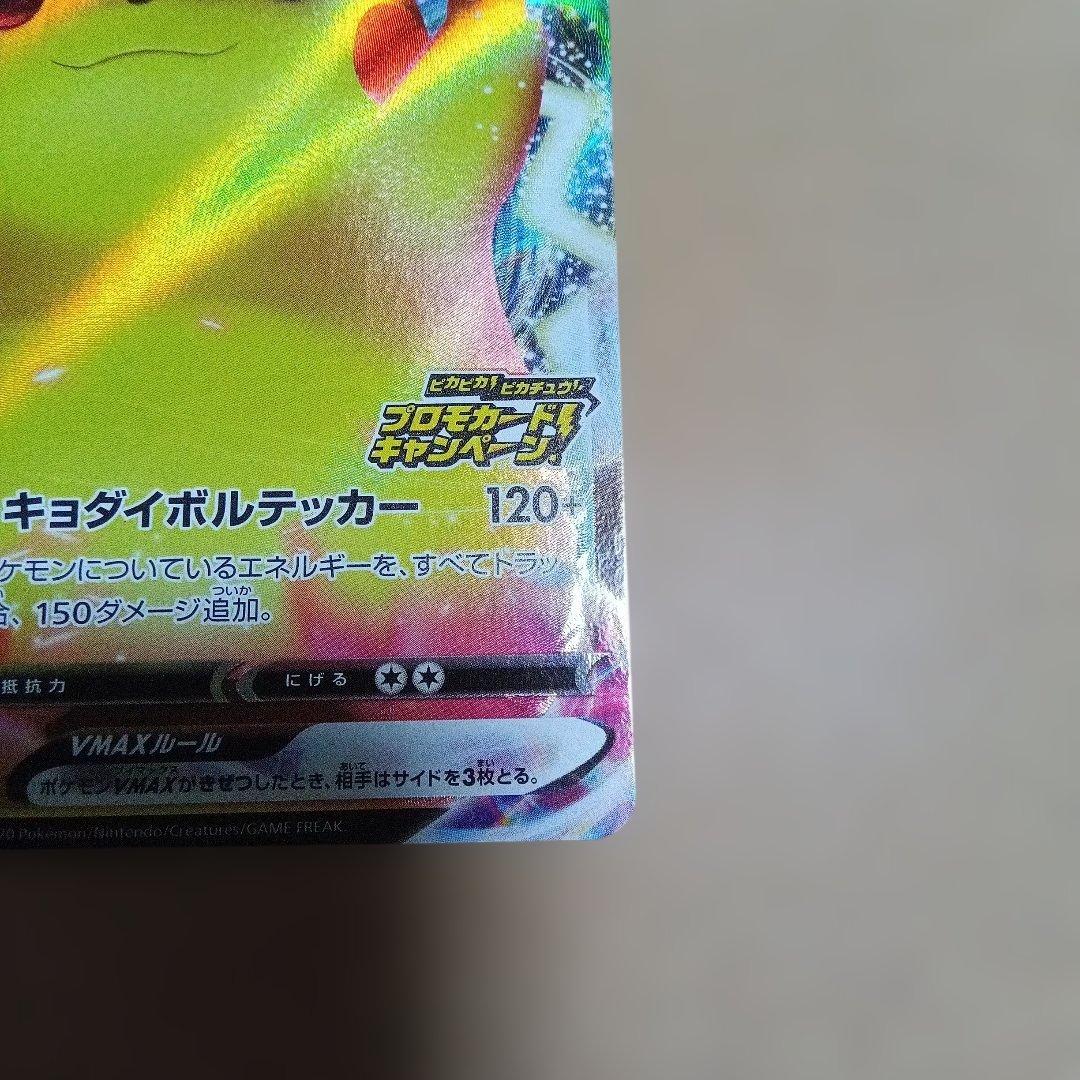 ピカピカ ピカチュウ!
プロモカード
キャンペーン!
キョダイボルテッカー 120+
ケモンについているエネルギーを、すべてトラッ
ついか
合、150ダメージ追加。
抵抗力 にげる
VMAXルール
あいて まい
ポケモンVMAXがきぜつしたとき、相手はサイドを3枚とる。
20 Pokémon/Nintendo/Creatures/GAME FREAK.